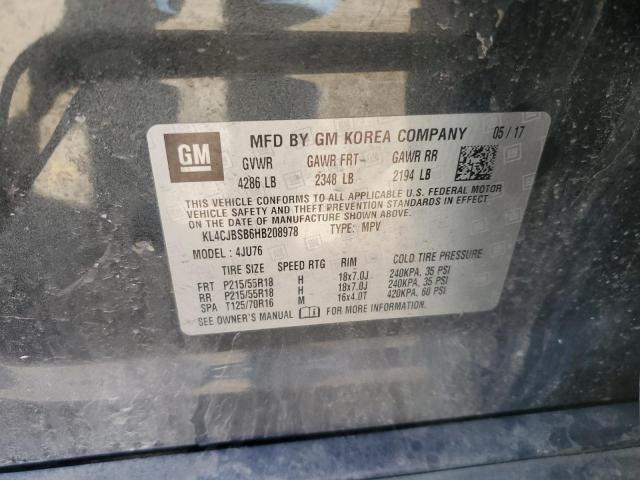 GM
MFD BY GM KOREA COMPANY 05/17
GVWR GAWR FRT GAWR RR
4286 LB 2348 LB 2194 LB
THIS VEHICLE CONFORMS TO ALL APPLICABLE U.S. FEDERAL MOTOR
VEHICLE SAFETY AND THEFT PREVENTION STANDARDS IN EFFECT
ON THE DATE OF MANUFACTURE SHOWN ABOVE.
KL4CJBSB6HB208978 TYPE: MPV
MODEL: 4JU76
TIRE SIZE SPEED RTG RIM COLD TIRE PRESSURE
FRT P215/55R18 H 18x7.0J 240KPA, 35 PSI
RR P215/55R18 H 18x7.0J 240KPA, 35 PSI
SPA T125/70R16 M 16x4.0T 420KPA, 60 PSI
SEE OWNER'S MANUAL FOR MORE INFORMATION.